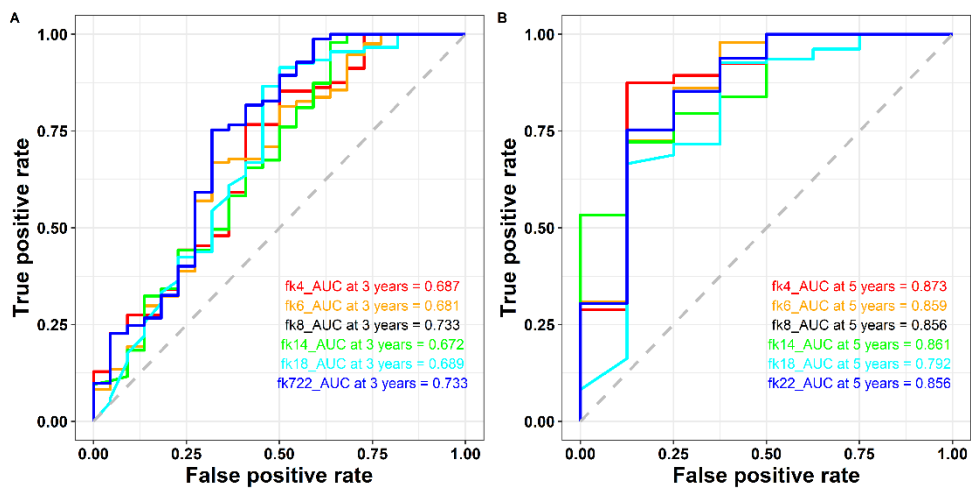 A
True positive rate
1.00
0.75
0.50
0.25
0.00
fk4_AUC at 3 years = 0.687
fk6_AUC at 3 years = 0.681
fk8_AUC at 3 years = 0.733
fk14_AUC at 3 years = 0.672
fk18_AUC at 3 years = 0.689
fk722_AUC at 3 years = 0.733
0.00 0.25 0.50 0.75 1.00
False positive rate
B
True positive rate
1.00
0.75
0.50
0.25
0.00
fk4_AUC at 5 years = 0.873
fk6_AUC at 5 years = 0.859
fk8_AUC at 5 years = 0.856
fk14_AUC at 5 years = 0.861
fk18_AUC at 5 years = 0.792
fk22_AUC at 5 years = 0.856
0.00 0.25 0.50 0.75 1.00
False positive rate